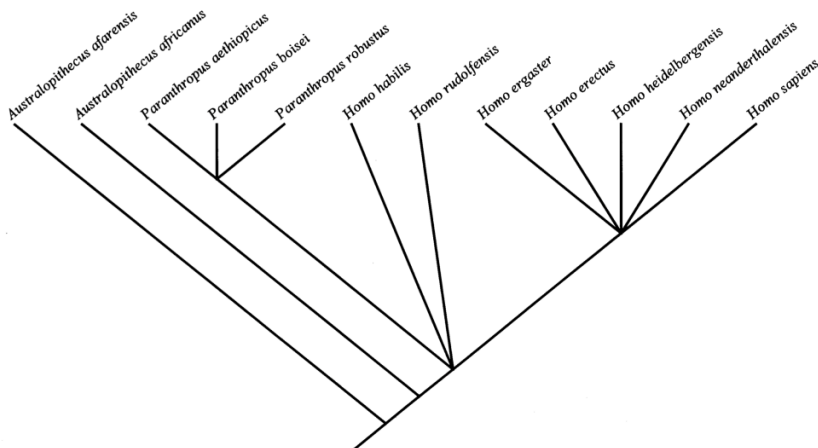 Australopithecus afarensis
Australopithecus africanus
Paranthropus aethiopicus
Paranthropus boisei
Paranthropus robustus
Homo habilis
Homo rudolfensis
Homo ergaster
Homo erectus
Homo heidelbergensis
Homo neanderthalensis
Homo sapiens